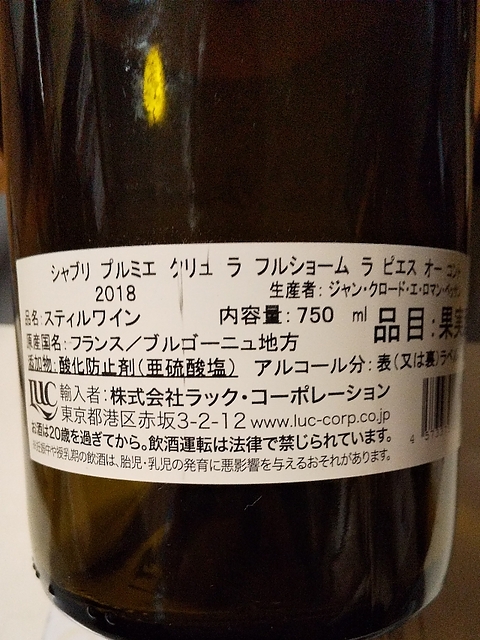 シャブリ プルミエ クリュ ラ フルショーム ラ ピエス オー コント
2018
生産者：ジャン・クロード・エ・ロマン・ベッサン
品名：スティルワイン
内容量：750 ml
品目：果実
原産国名：フランス／ブルゴーニュ地方
添加物：酸化防止剤（亜硫酸塩）
アルコール分：表（又は裏）ラベル
LUC
輸入者：株式会社ラック・コーポレーション
東京都港区赤坂3-2-12 www.luc-corp.co.jp
お酒は20歳を過ぎてから。飲酒運転は法律で禁じられています。
※妊娠中や授乳期の飲酒は、胎児・乳児の発育に悪影響を与えるおそれがあります。